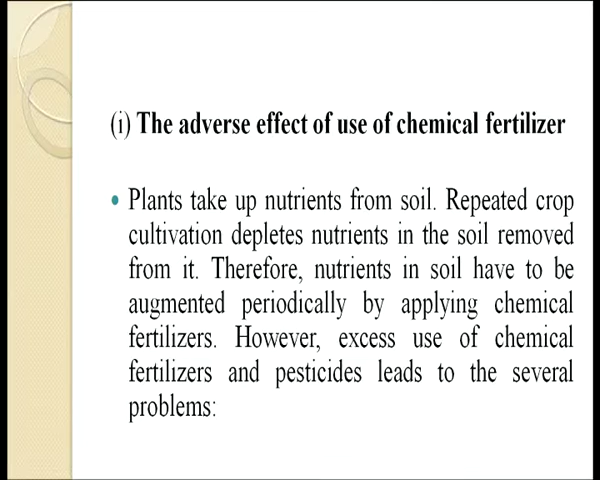 (i) The adverse effect of use of chemical fertilizer
• Plants take up nutrients from soil. Repeated crop
cultivation depletes nutrients in the soil removed
from it. Therefore, nutrients in soil have to be
augmented periodically by applying chemical
fertilizers. However, excess use of chemical
fertilizers and pesticides leads to the several
problems: